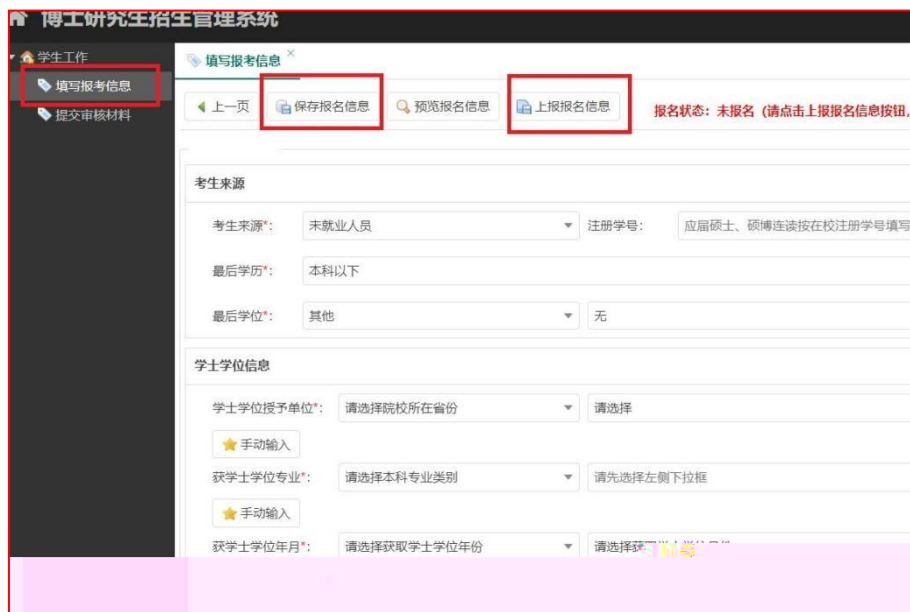 博士研究生招生管理系统
学生工作
填写报考信息
提交审核材料
填写报考信息
上一页 保存报名信息 预览报名信息 上报报名信息 报名状态：未报名（请点击上报报名信息按钮,
考生来源
考生来源*： 未就业人员 注册学号： 应届硕士、硕博连读按在校注册学号填写
最后学历*： 本科以下
最后学位*： 其他 无
学士学位信息
学士学位授予单位*： 请选择院校所在省份 请选择
手动输入
获学士学位专业*： 请选择本科专业类别 请先选择左侧下拉框
手动输入
获学士学位年月*： 请选择获取学士学位年份 请选择获